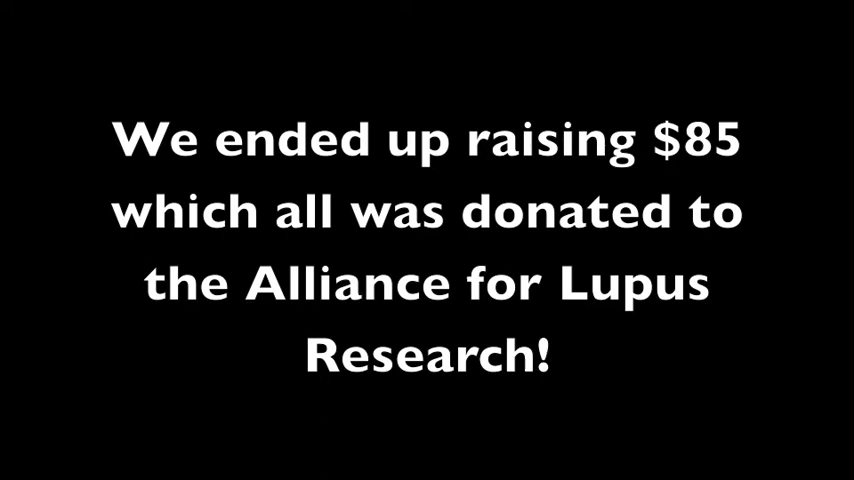 We ended up raising $85
which all was donated to
the Alliance for Lupus
Research!